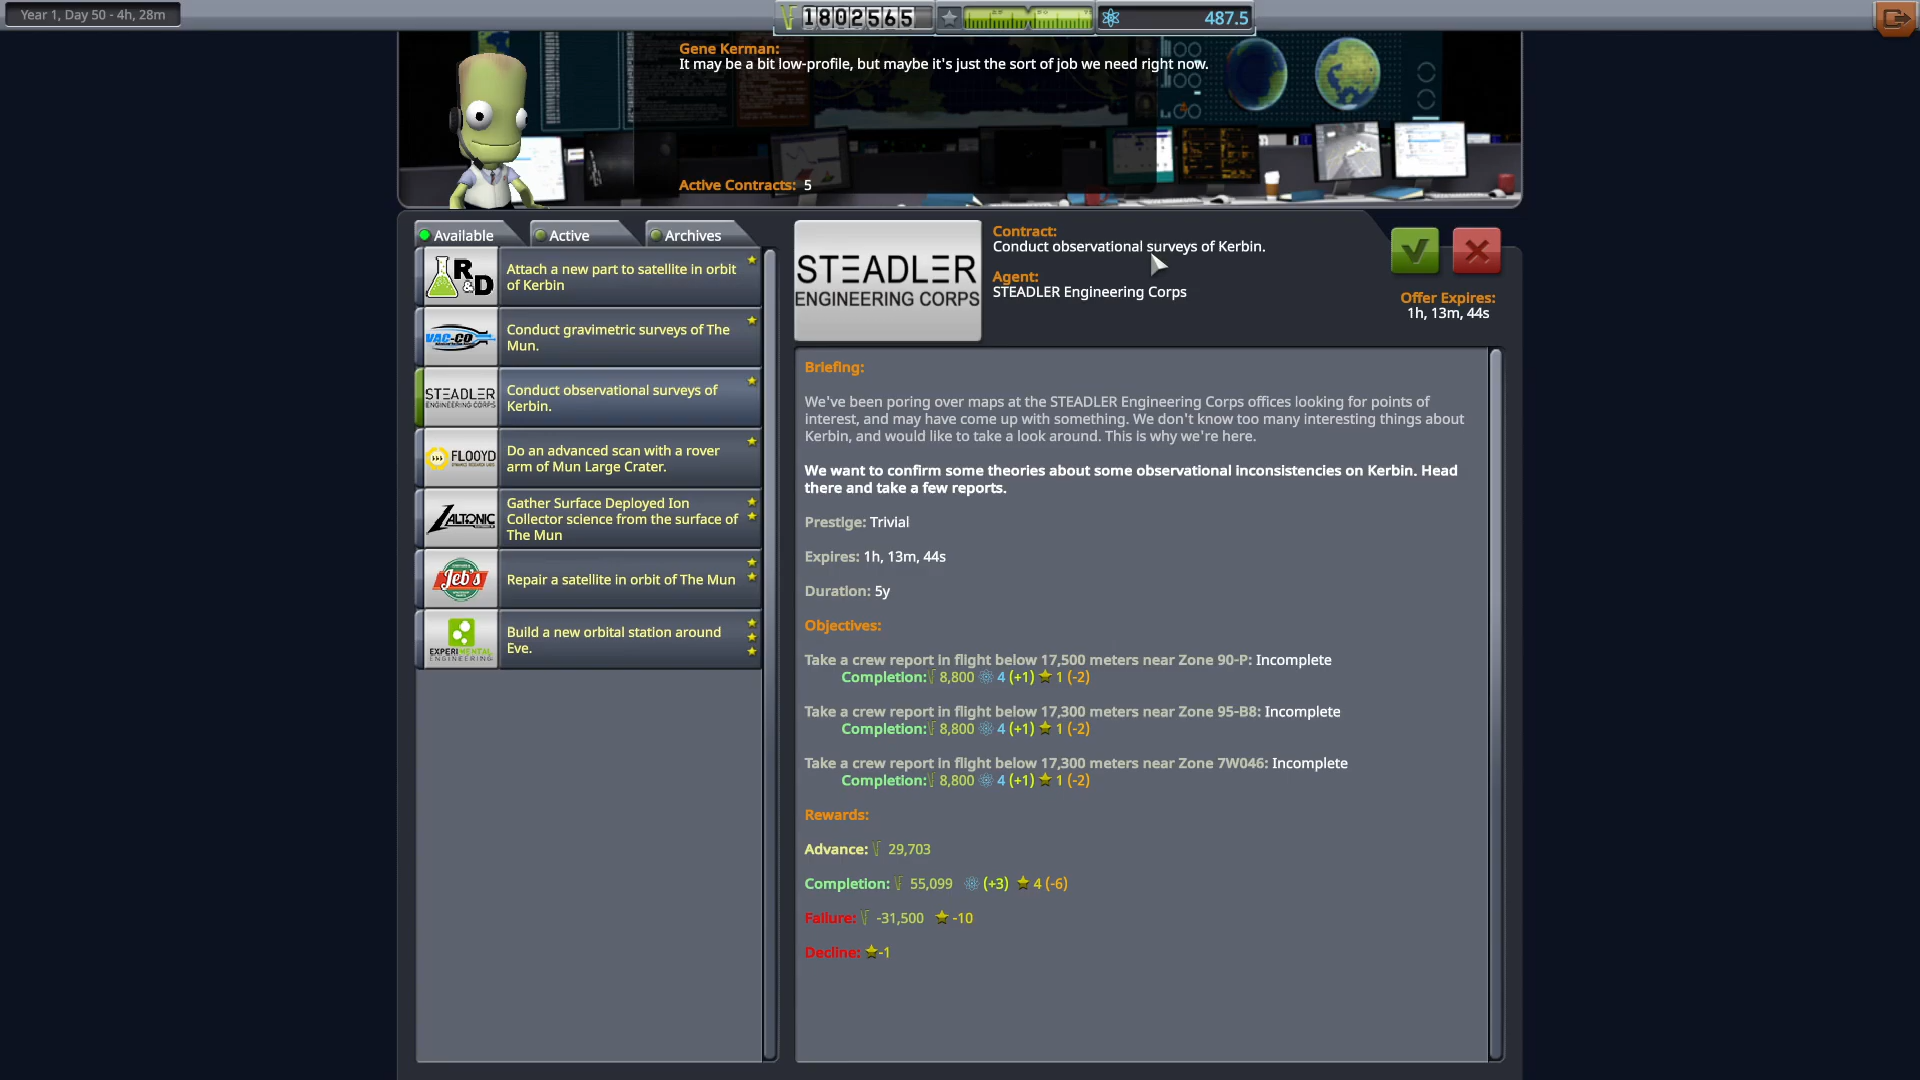 Year 1, Day 50 - 4h, 28m
1802565
25 50 75
487.5
Gene Kerman:
It may be a bit low-profile, but maybe it's just the sort of job we need right now.
Active Contracts: 5
Available
Active
Archives
R&D
Attach a new part to satellite in orbit
of Kerbin
VAC-CO
Conduct gravimetric surveys of The
Mun.
STEADLER
ENGINEERING CORPS
Conduct observational surveys of
Kerbin.
FLOOYD
Do an advanced scan with a rover
arm of Mun Large Crater.
ZALTONIC
Gather Surface Deployed Ion
Collector science from the surface of
The Mun
Jeb's
Repair a satellite in orbit of The Mun
EXPERIMENTAL
ENGINEERING
Build a new orbital station around
Eve.
STEADLER
ENGINEERING CORPS
Contract:
Conduct observational surveys of Kerbin.
Agent:
STEADLER Engineering Corps
Offer Expires:
1h, 13m, 44s
Briefing:
We've been poring over maps at the STEADLER Engineering Corps offices looking for points of
interest, and may have come up with something. We don't know too many interesting things about
Kerbin, and would like to take a look around. This is why we're here.
We want to confirm some theories about some observational inconsistencies on Kerbin. Head
there and take a few reports.
Prestige: Trivial
Expires: 1h, 13m, 44s
Duration: 5y
Objectives:
Take a crew report in flight below 17,500 meters near Zone 90-P: Incomplete
Completion: 8,800 4 (+1) 1 (-2)
Take a crew report in flight below 17,300 meters near Zone 95-B8: Incomplete
Completion: 8,800 4 (+1) 1 (-2)
Take a crew report in flight below 17,300 meters near Zone 7W046: Incomplete
Completion: 8,800 4 (+1) 1 (-2)
Rewards:
Advance: 29,703
Completion: 55,099 (+3) 4 (-6)
Failure: -31,500 -10
Decline: -1